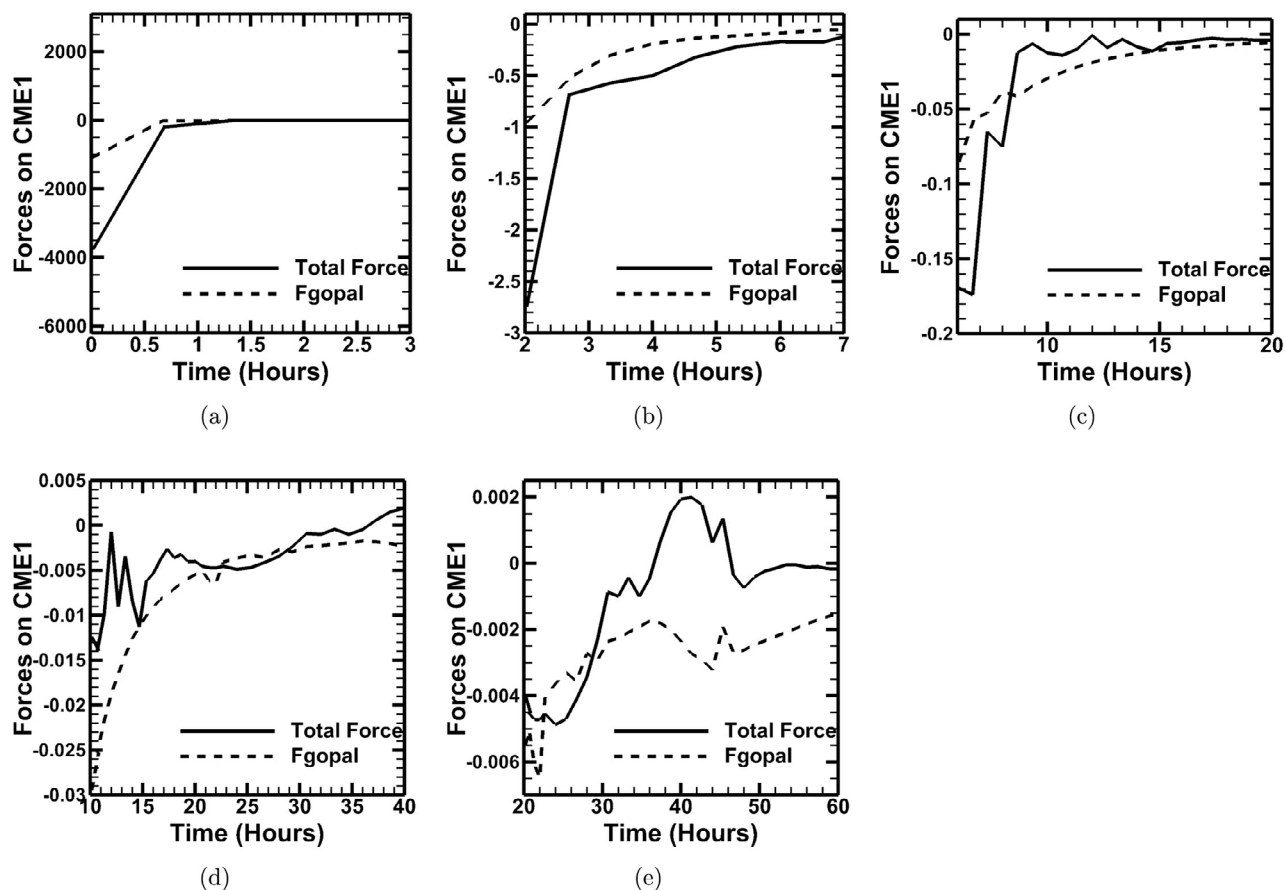 Forces on CME1
2000
0
-2000
-4000
-6000
0 0.5 1 1.5 2 2.5 3
Total Force
Fgopal
Time (Hours)
(a)
Forces on CME1
0
-0.5
-1
-1.5
-2
-2.5
-3
2 3 4 5 6 7
Total Force
Fgopal
Time (Hours)
(b)
Forces on CME1
0
-0.05
-0.1
-0.15
-0.2
10 15 20
Total Force
Fgopal
Time (Hours)
(c)
Forces on CME1
0.005
0
-0.005
-0.01
-0.015
-0.02
-0.025
-0.03
10 15 20 25 30 35 40
Total Force
Fgopal
Time (Hours)
(d)
Forces on CME1
0.002
0
-0.002
-0.004
-0.006
20 30 40 50 60
Total Force
Fgopal
Time (Hours)
(e)